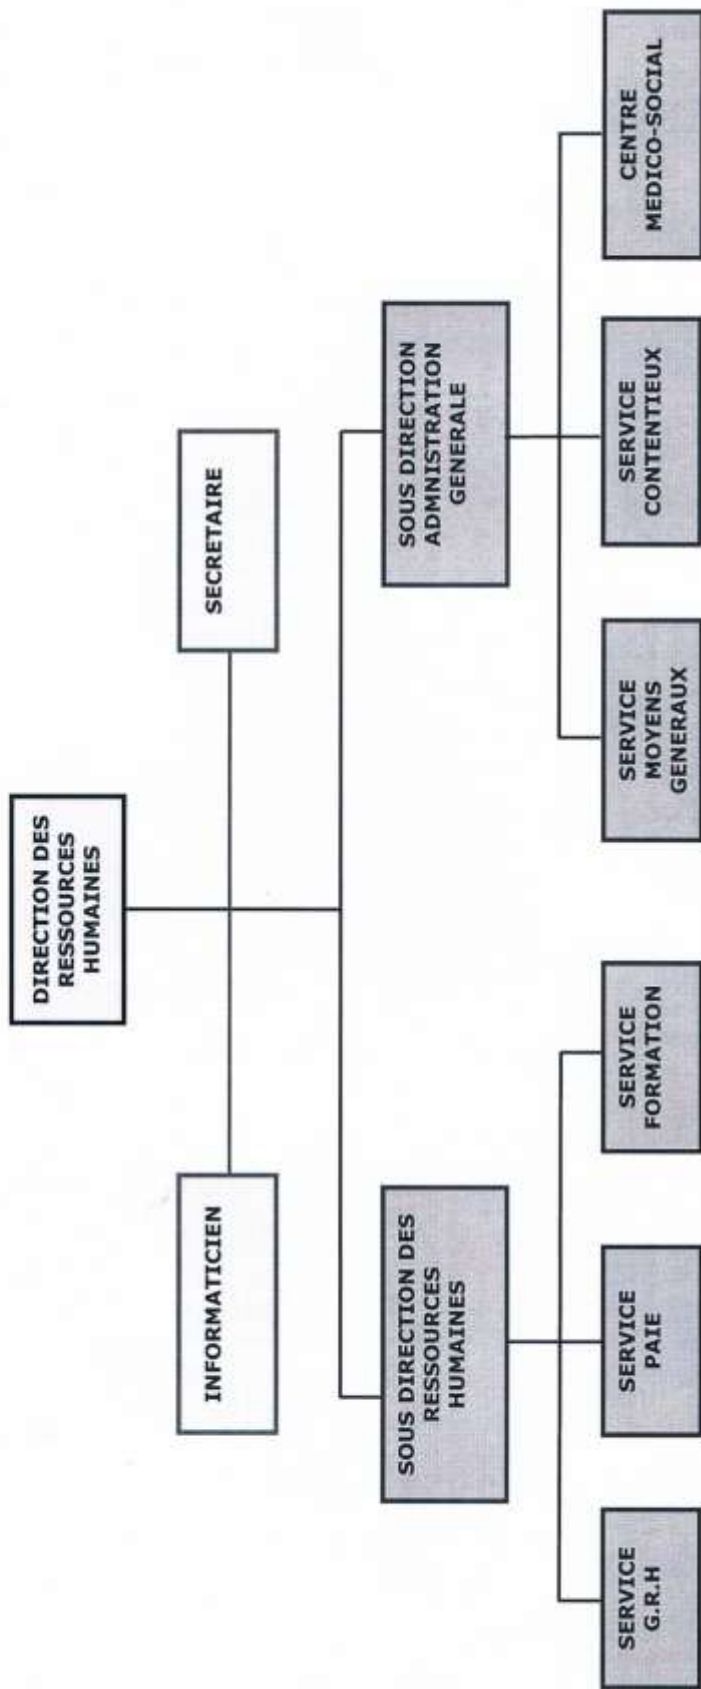 DIRECTION DES
RESSOURCES
HUMAINES
INFORMATICIEN
SECRETAIRE
SOUS DIRECTION DES
RESSOURCES
HUMAINES
SOUS DIRECTION
ADMNISTRATION
GENERALE
SERVICE
G.R.H
SERVICE
PAIE
SERVICE
FORMATION
SERVICE
MOYENS
GENERAUX
SERVICE
CONTENTIEUX
CENTRE
MEDICO-SOCIAL